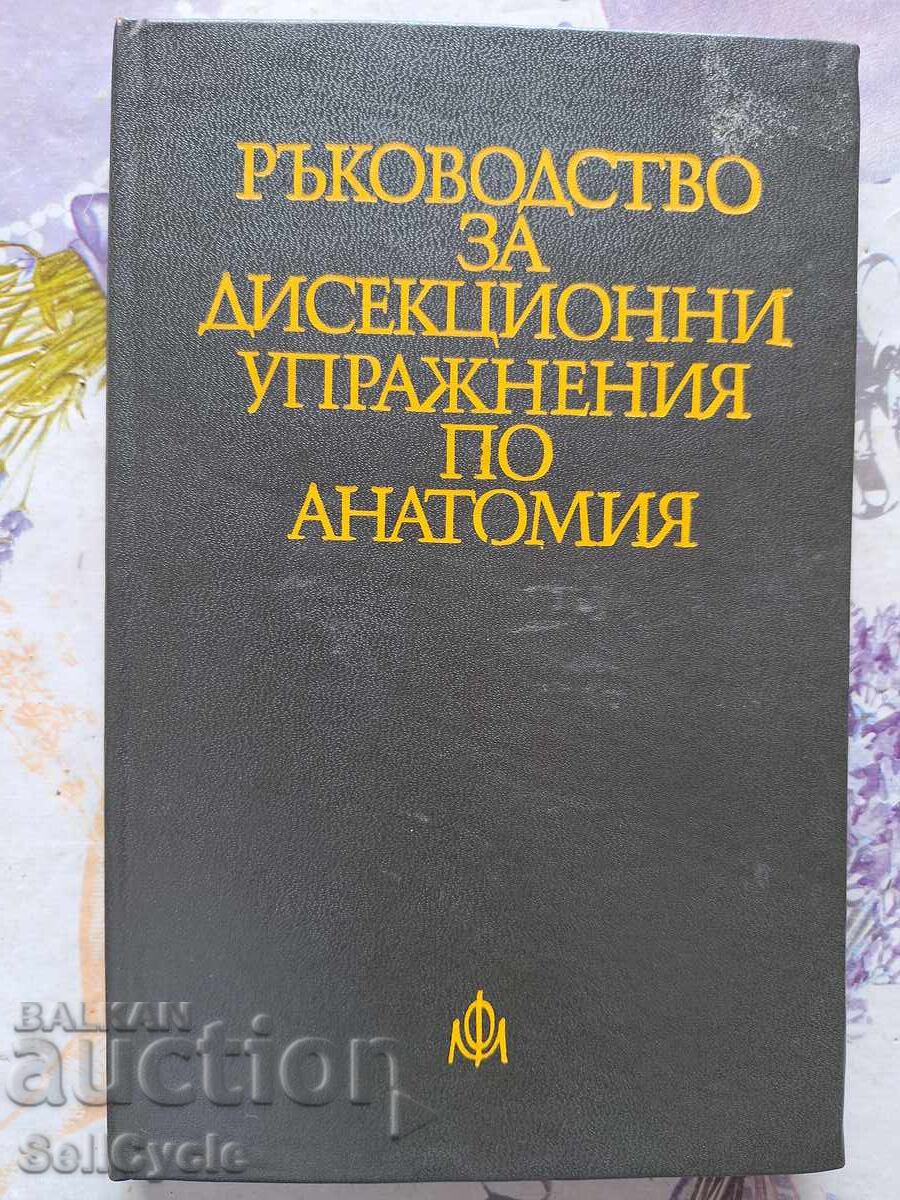 РЪКОВОДСТВО
ЗА
ДИСЕКЦИОННИ
УПРАЖНЕНИЯ
ПО
АНАТОМИЯ
BALKAN
auction
SellCycle